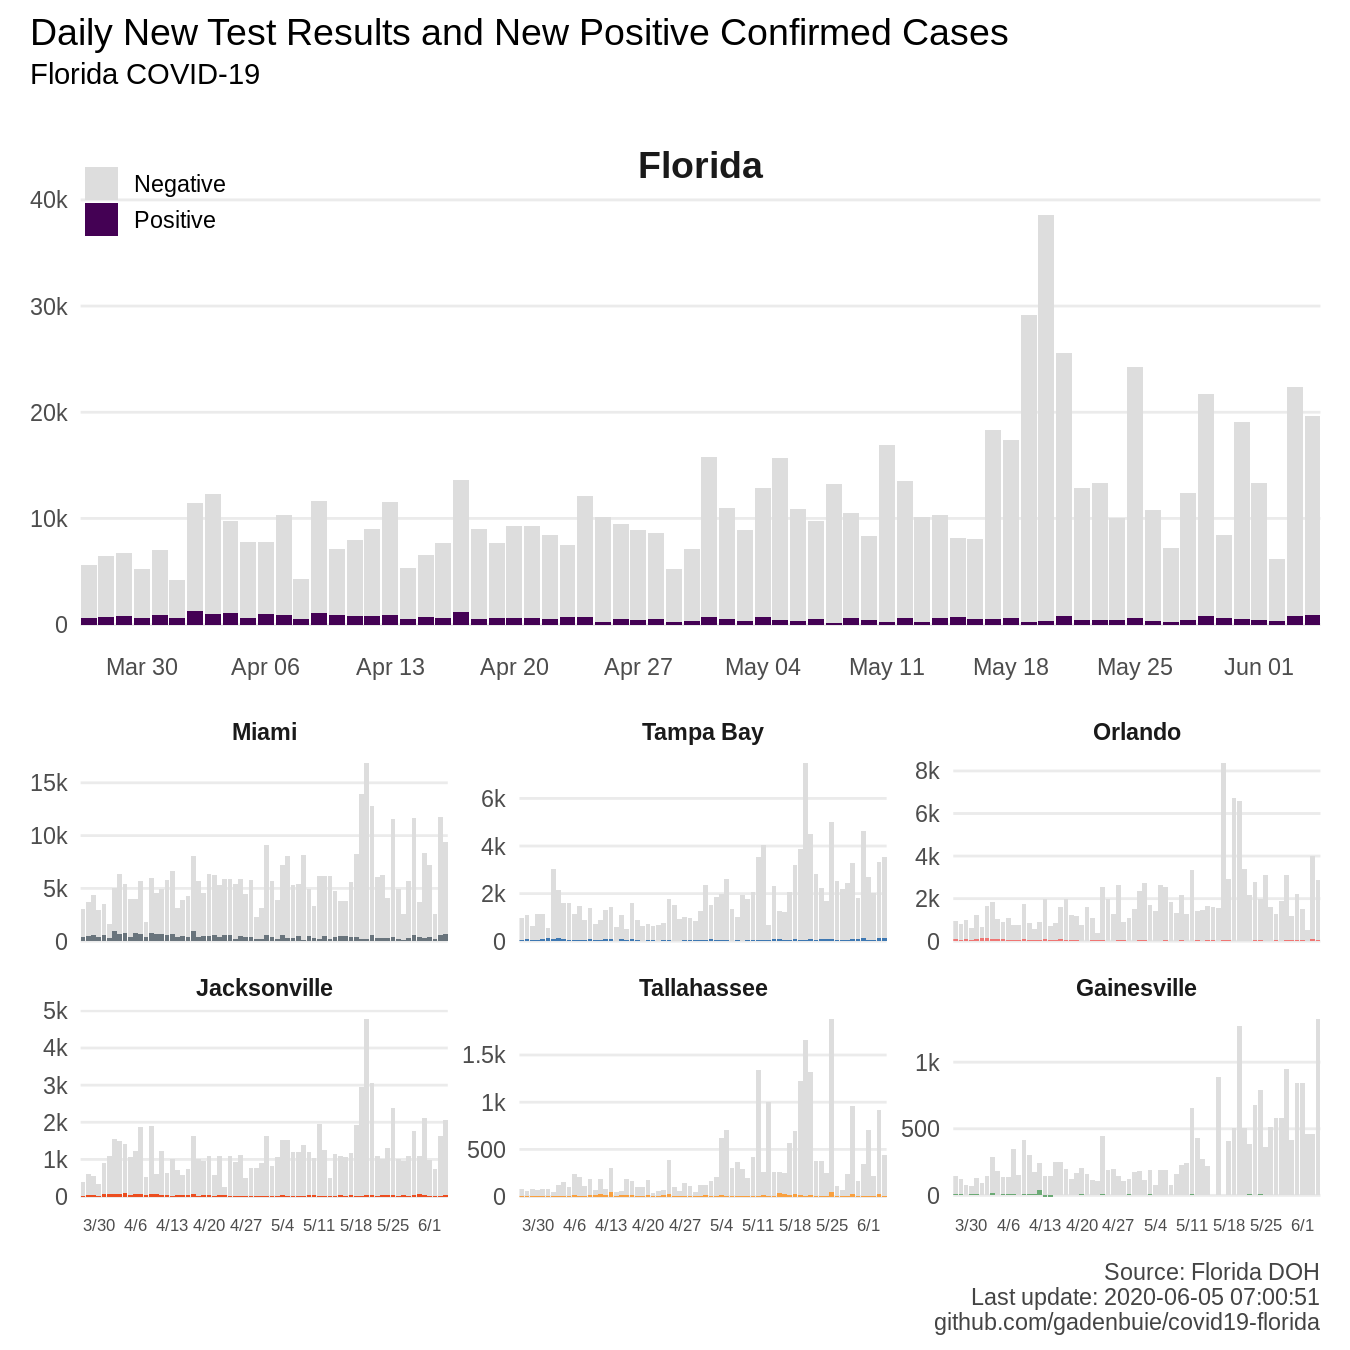 Daily New Test Results and New Positive Confirmed Cases
Florida COVID-19
Florida
Negative
Positive
40k
30k
20k
10k
0
Mar 30 Apr 06 Apr 13 Apr 20 Apr 27 May 04 May 11 May 18 May 25 Jun 01
Miami
15k
10k
5k
0
Tampa Bay
6k
4k
2k
0
Orlando
8k
6k
4k
2k
0
Jacksonville
5k
4k
3k
2k
1k
0
3/30 4/6 4/13 4/20 4/27 5/4 5/11 5/18 5/25 6/1
Tallahassee
1.5k
1k
500
0
3/30 4/6 4/13 4/20 4/27 5/4 5/11 5/18 5/25 6/1
Gainesville
1k
500
0
3/30 4/6 4/13 4/20 4/27 5/4 5/11 5/18 5/25 6/1
Source: Florida DOH
Last update: 2020-06-05 07:00:51
github.com/gadenbuie/covid19-florida